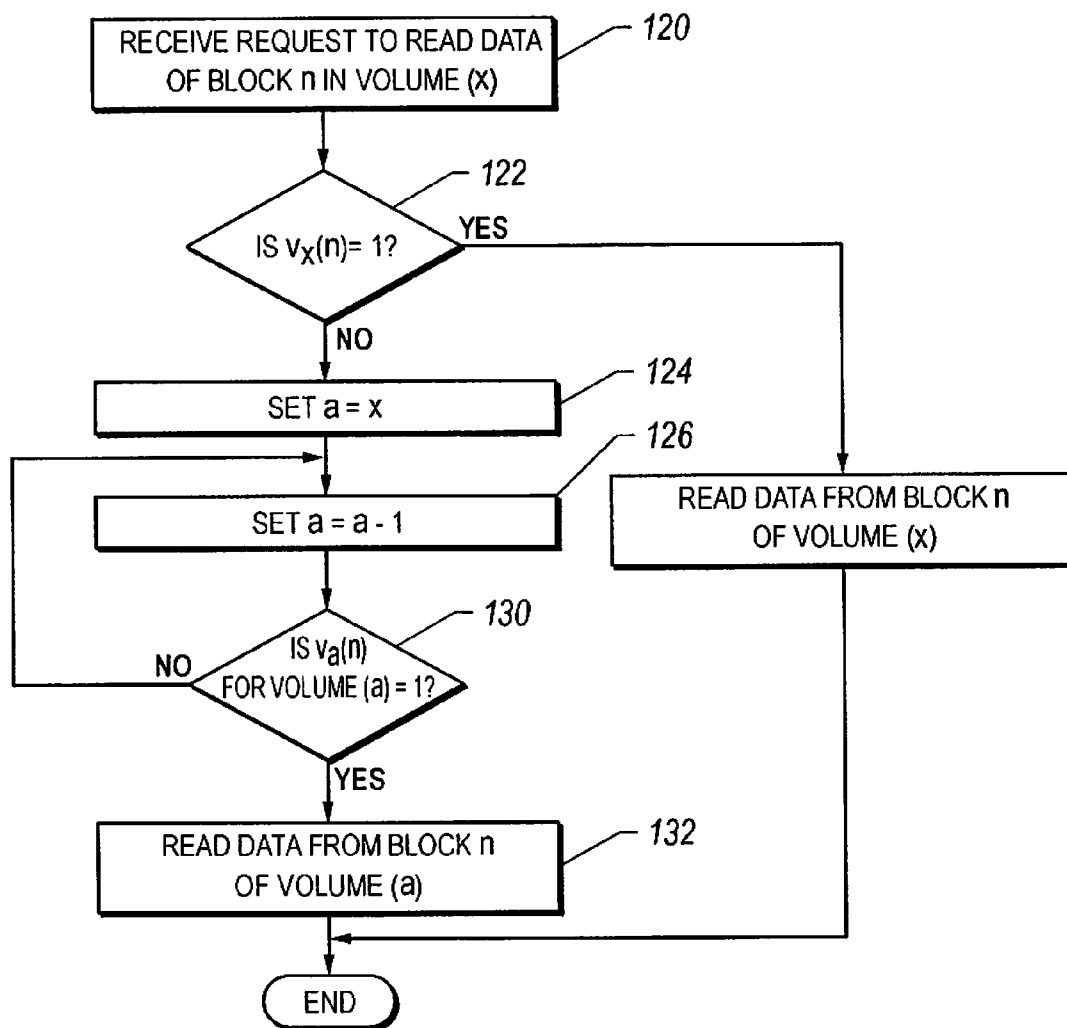 RECEIVE REQUEST TO READ DATA
OF BLOCK n IN VOLUME (x)
120
122
IS vx(n)= 1?
YES
NO
124
SET a = x
126
SET a = a - 1
READ DATA FROM BLOCK n
OF VOLUME (x)
130
IS va(n)
FOR VOLUME (a) = 1?
NO
YES
132
READ DATA FROM BLOCK n
OF VOLUME (a)
END